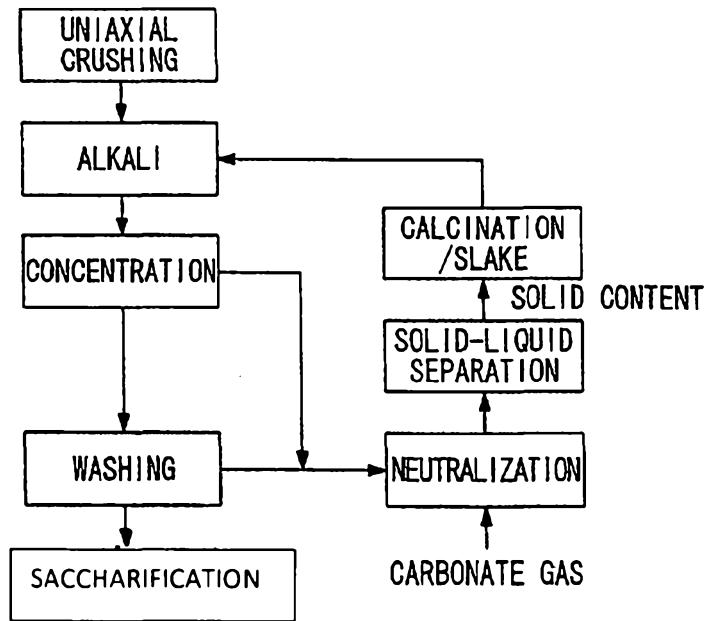 UNIAXIAL
CRUSHING
ALKALI
CONCENTRATION
WASHING
SACCHARIFICATION
CALCINATION
/SLAKE
SOLID CONTENT
SOLID-LIQUID
SEPARATION
NEUTRALIZATION
CARBONATE GAS